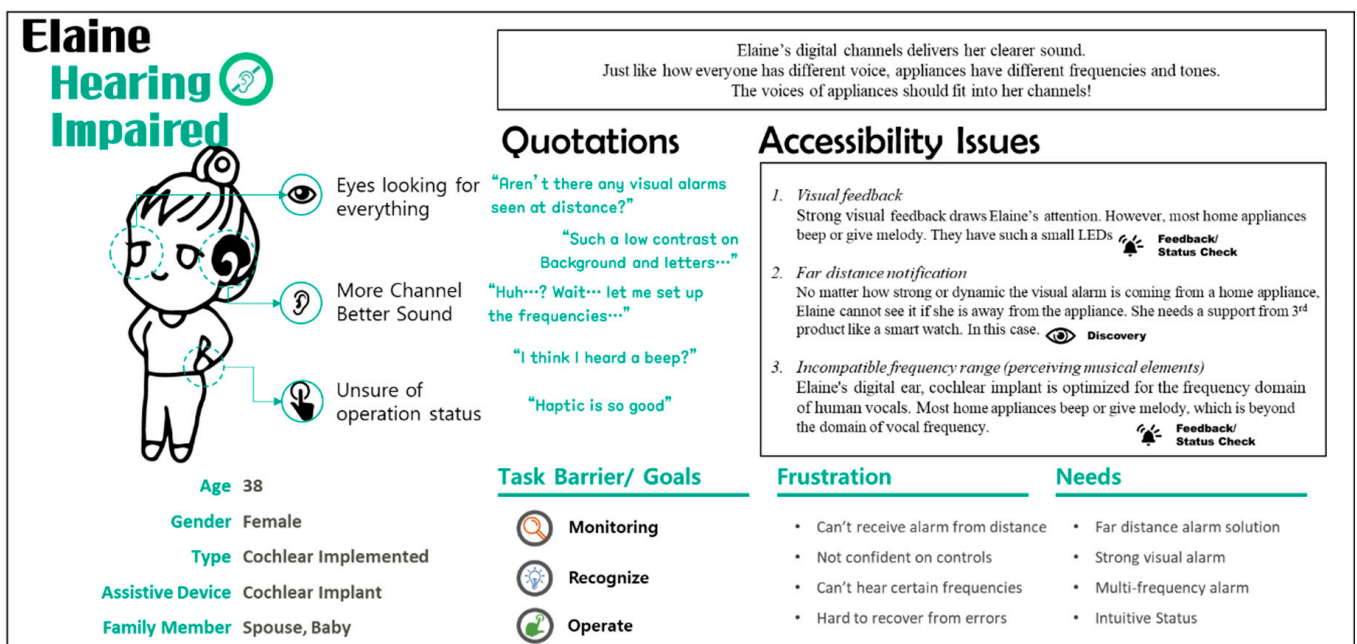 Elaine
Hearing
Impaired
Elaine's digital channels delivers her clearer sound.
Just like how everyone has different voice, appliances have different frequencies and tones.
The voices of appliances should fit into her channels!
Eyes looking for
everything
More Channel
Better Sound
Unsure of
operation status
Age 38
Gender Female
Type Cochlear Implemented
Assistive Device Cochlear Implant
Family Member Spouse, Baby
Quotations
"Aren't there any visual alarms
seen at distance?"
"Such a low contrast on
Background and letters⋯"
"Huh⋯? Wait⋯ let me set up
the frequencies⋯"
"I think I heard a beep?"
"Haptic is so good"
Accessibility Issues
1. Visual feedback
Strong visual feedback draws Elaine's attention. However, most home appliances
beep or give melody. They have such a small LEDs
Feedback/
Status Check
2. Far distance notification
No matter how strong or dynamic the visual alarm is coming from a home appliance,
Elaine cannot see it if she is away from the appliance. She needs a support from 3rd
product like a smart watch. In this case.
Discovery
3. Incompatible frequency range (perceiving musical elements)
Elaine's digital ear, cochlear implant is optimized for the frequency domain
of human vocals. Most home appliances beep or give melody, which is beyond
the domain of vocal frequency.
Feedback/
Status Check
Task Barrier/ Goals
Monitoring
Recognize
Operate
Frustration
• Can't receive alarm from distance
• Not confident on controls
• Can't hear certain frequencies
• Hard to recover from errors
Needs
• Far distance alarm solution
• Strong visual alarm
• Multi-frequency alarm
• Intuitive Status